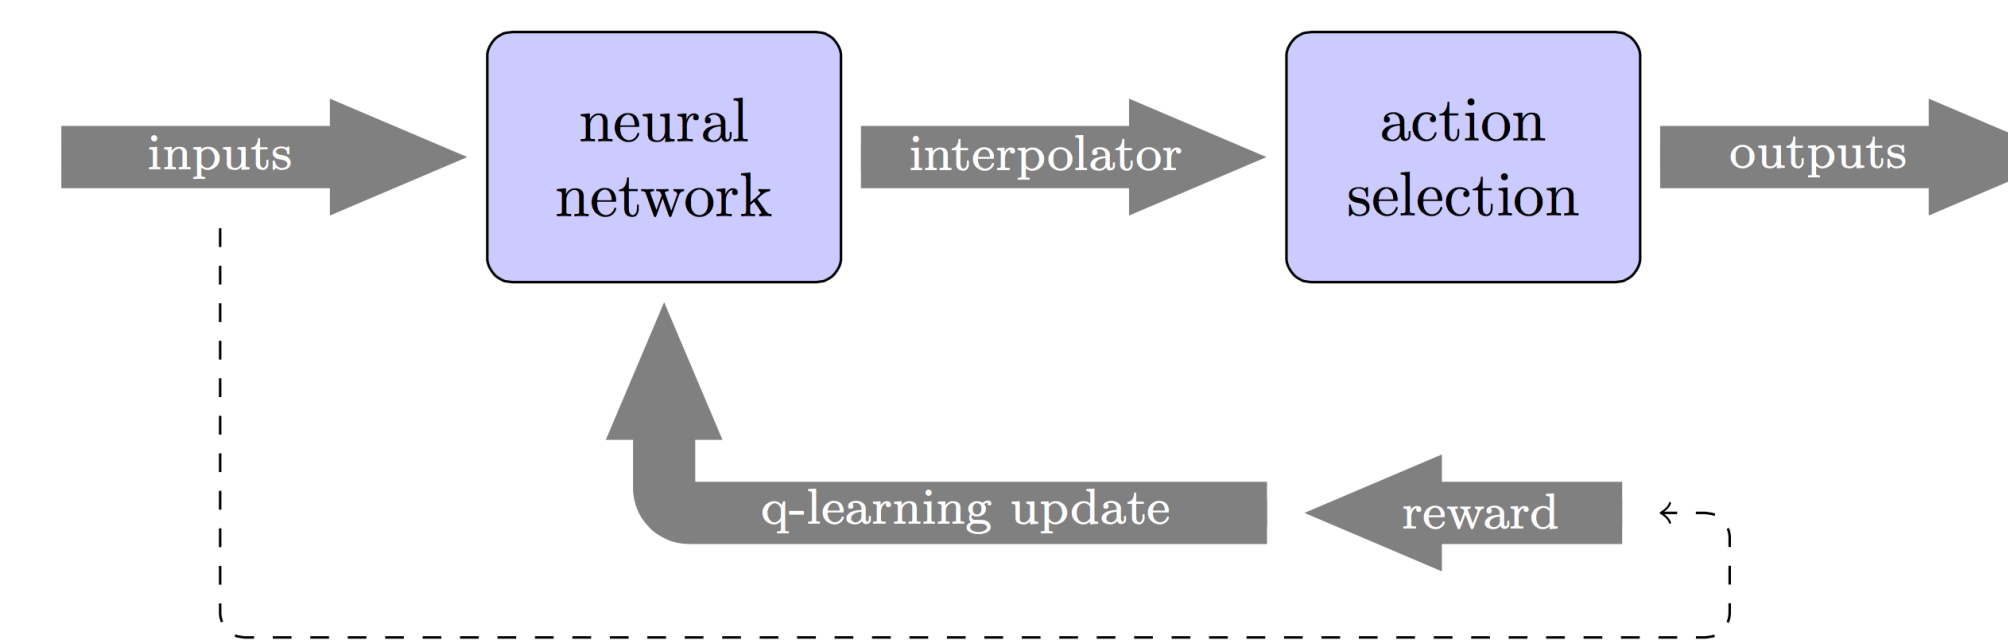 inputs
neural
network
interpolator
action
selection
outputs
q-learning update
reward